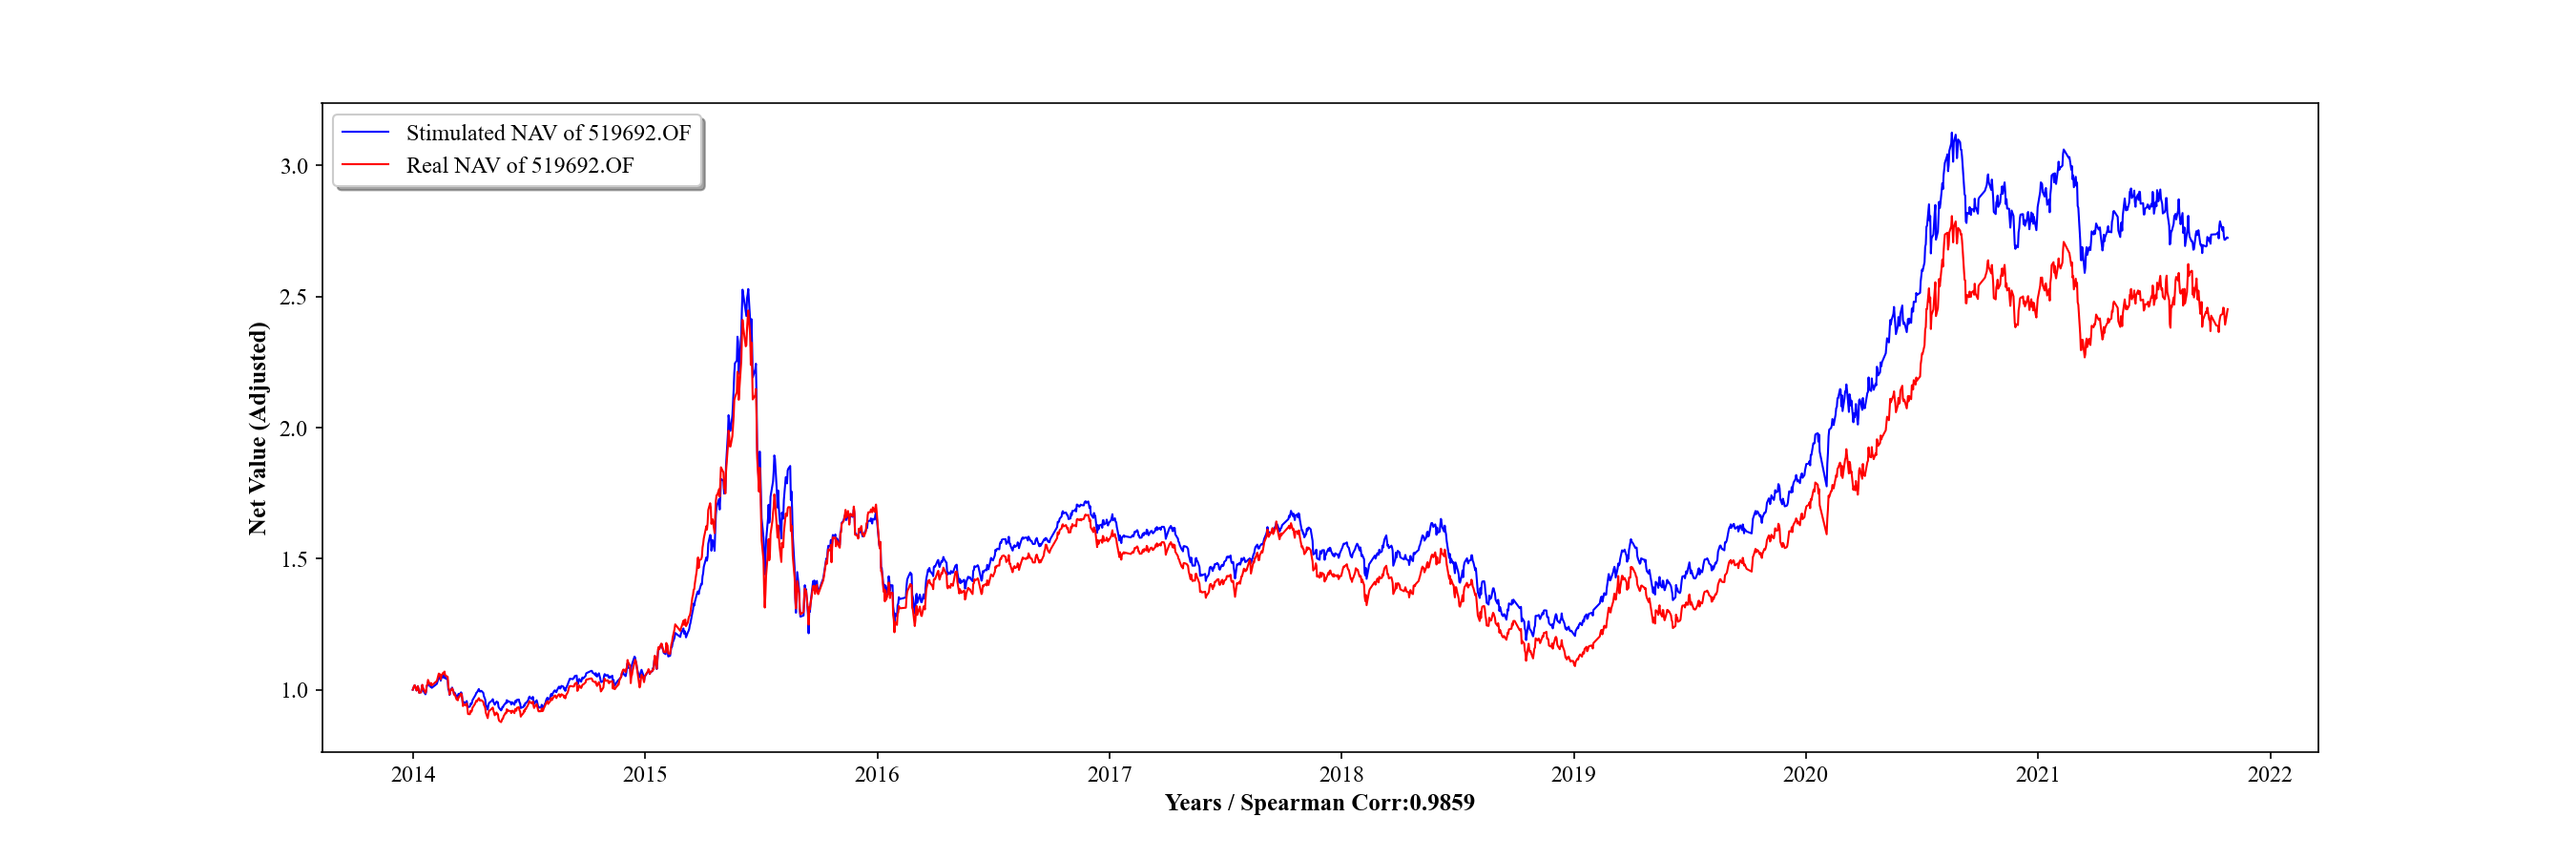 Stimulated NAV of 519692.OF
Real NAV of 519692.OF
Net Value (Adjusted)
3.0
2.5
2.0
1.5
1.0
2014 2015 2016 2017 2018 2019 2020 2021 2022
Years / Spearman Corr:0.9859